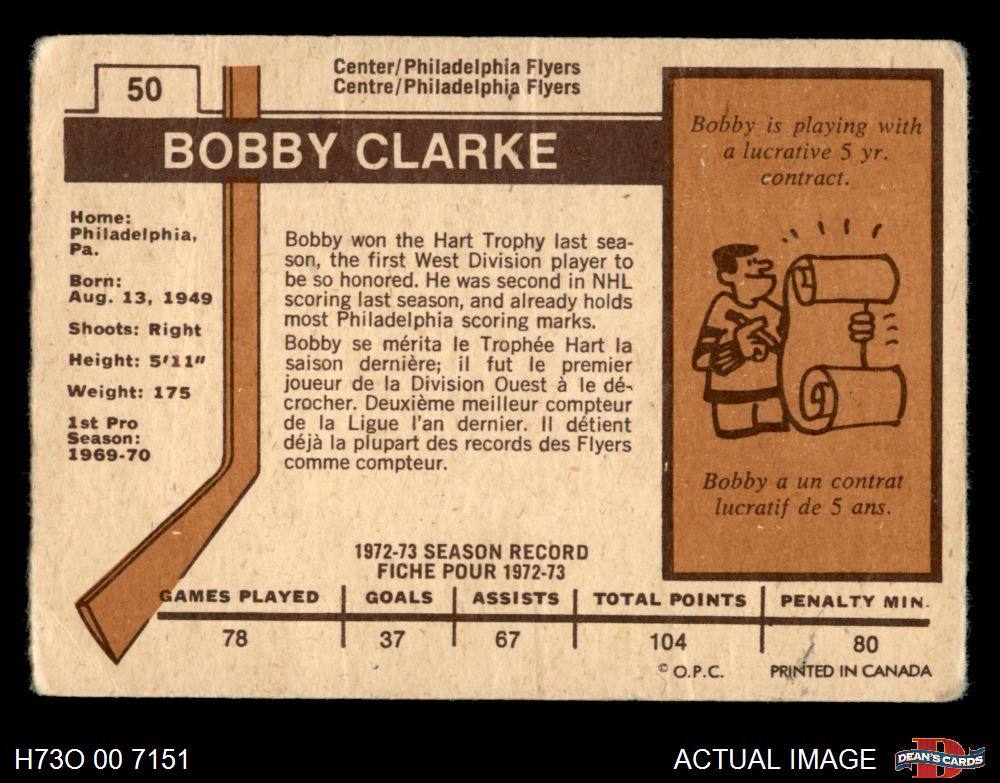 50
Center/Philadelphia Flyers
Centre/Philadelphia Flyers
BOBBY CLARKE
Home:
Philadelphia,
Pa.
Born:
Aug. 13, 1949
Shoots: Right
Height: 5'11"
Weight: 175
1st Pro
Season:
1969-70
Bobby won the Hart Trophy last sea-
son, the first West Division player to
be so honored. He was second in NHL
scoring last season, and already holds
most Philadelphia scoring marks.
Bobby se mérita le Trophée Hart la
saison dernière; il fut le premier
joueur de la Division Ouest à le dé-
crocher. Deuxième meilleur compteur
de la Ligue l'an dernier. Il détient
déjà la plupart des records des Flyers
comme compteur.
Bobby is playing with
a lucrative 5 yr.
contract.
Bobby a un contrat
lucratif de 5 ans.
1972-73 SEASON RECORD
FICHE POUR 1972-73
GAMES PLAYED GOALS ASSISTS TOTAL POINTS PENALTY MIN.
78 37 67 104 80
© O.P.C. PRINTED IN CANADA
H73O 00 7151
ACTUAL IMAGE
D
DEAN'S CARDS